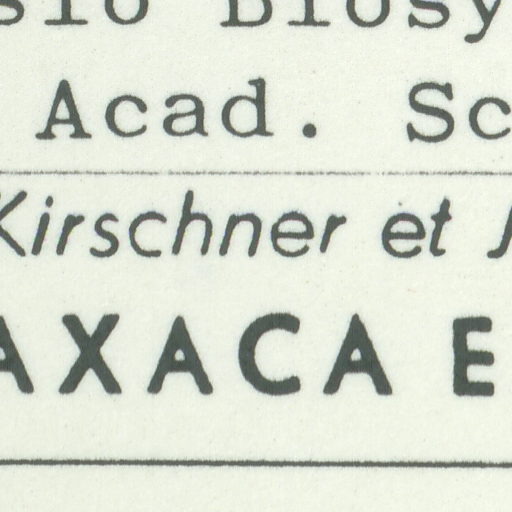 Acad. Sc
Kirschner et
AXACA E